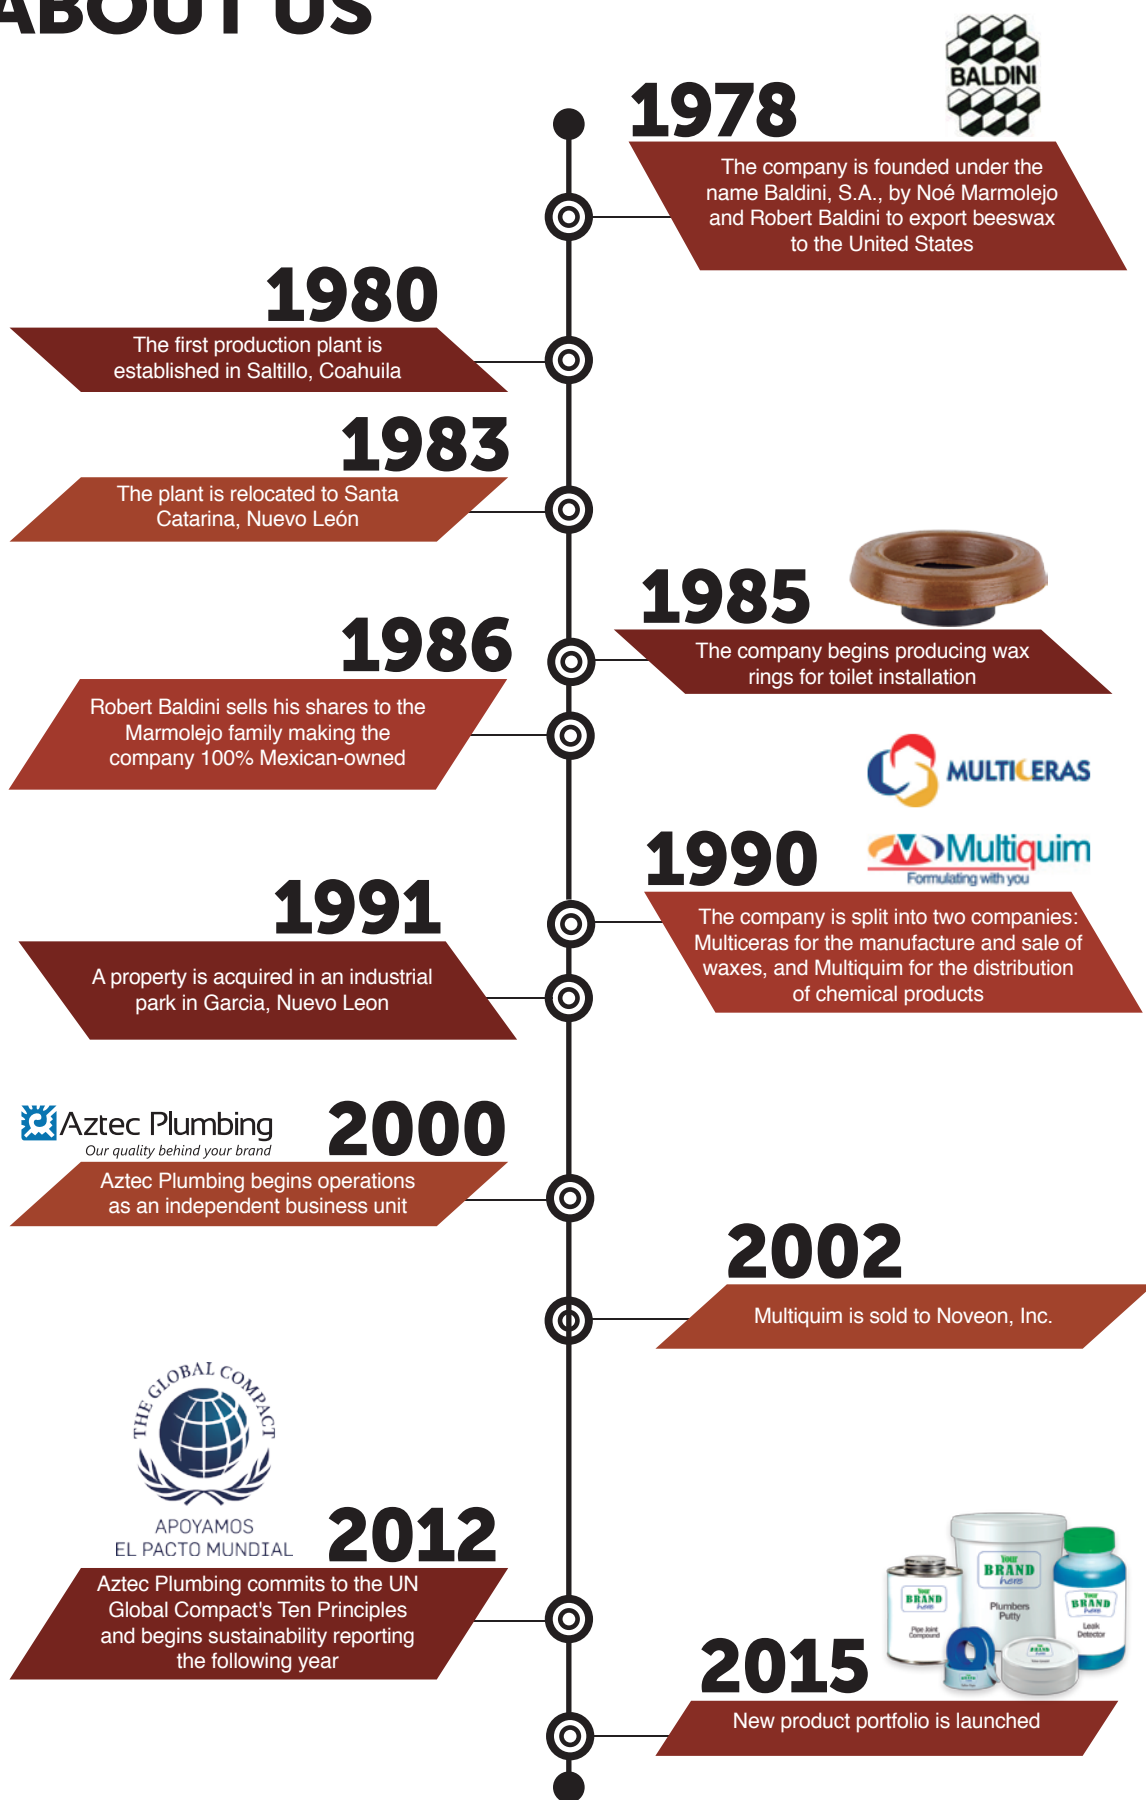 ABOUT US
BALDINI
1978
The company is founded under the
name Baldini, S.A., by Noé Marmolejo
and Robert Baldini to export beeswax
to the United States
1980
The first production plant is
established in Saltillo, Coahuila
1983
The plant is relocated to Santa
Catarina, Nuevo León
1985
The company begins producing wax
rings for toilet installation
1986
Robert Baldini sells his shares to the
Marmolejo family making the
company 100% Mexican-owned
MULTICERAS
Multiquim
Formulating with you
1990
The company is split into two companies:
Multiceras for the manufacture and sale of
waxes, and Multiquim for the distribution
of chemical products
1991
A property is acquired in an industrial
park in Garcia, Nuevo Leon
Aztec Plumbing
Our quality behind your brand
2000
Aztec Plumbing begins operations
as an independent business unit
2002
Multiquim is sold to Noveon, Inc.
THE GLOBAL COMPACT
APOYAMOS
EL PACTO MUNDIAL
2012
Aztec Plumbing commits to the UN
Global Compact's Ten Principles
and begins sustainability reporting
the following year
Your
BRAND
here
Plumbers
Putty
Your
BRAND
here
Pipe Joint
Compound
Your
BRAND
here
Leak
Detector
2015
New product portfolio is launched